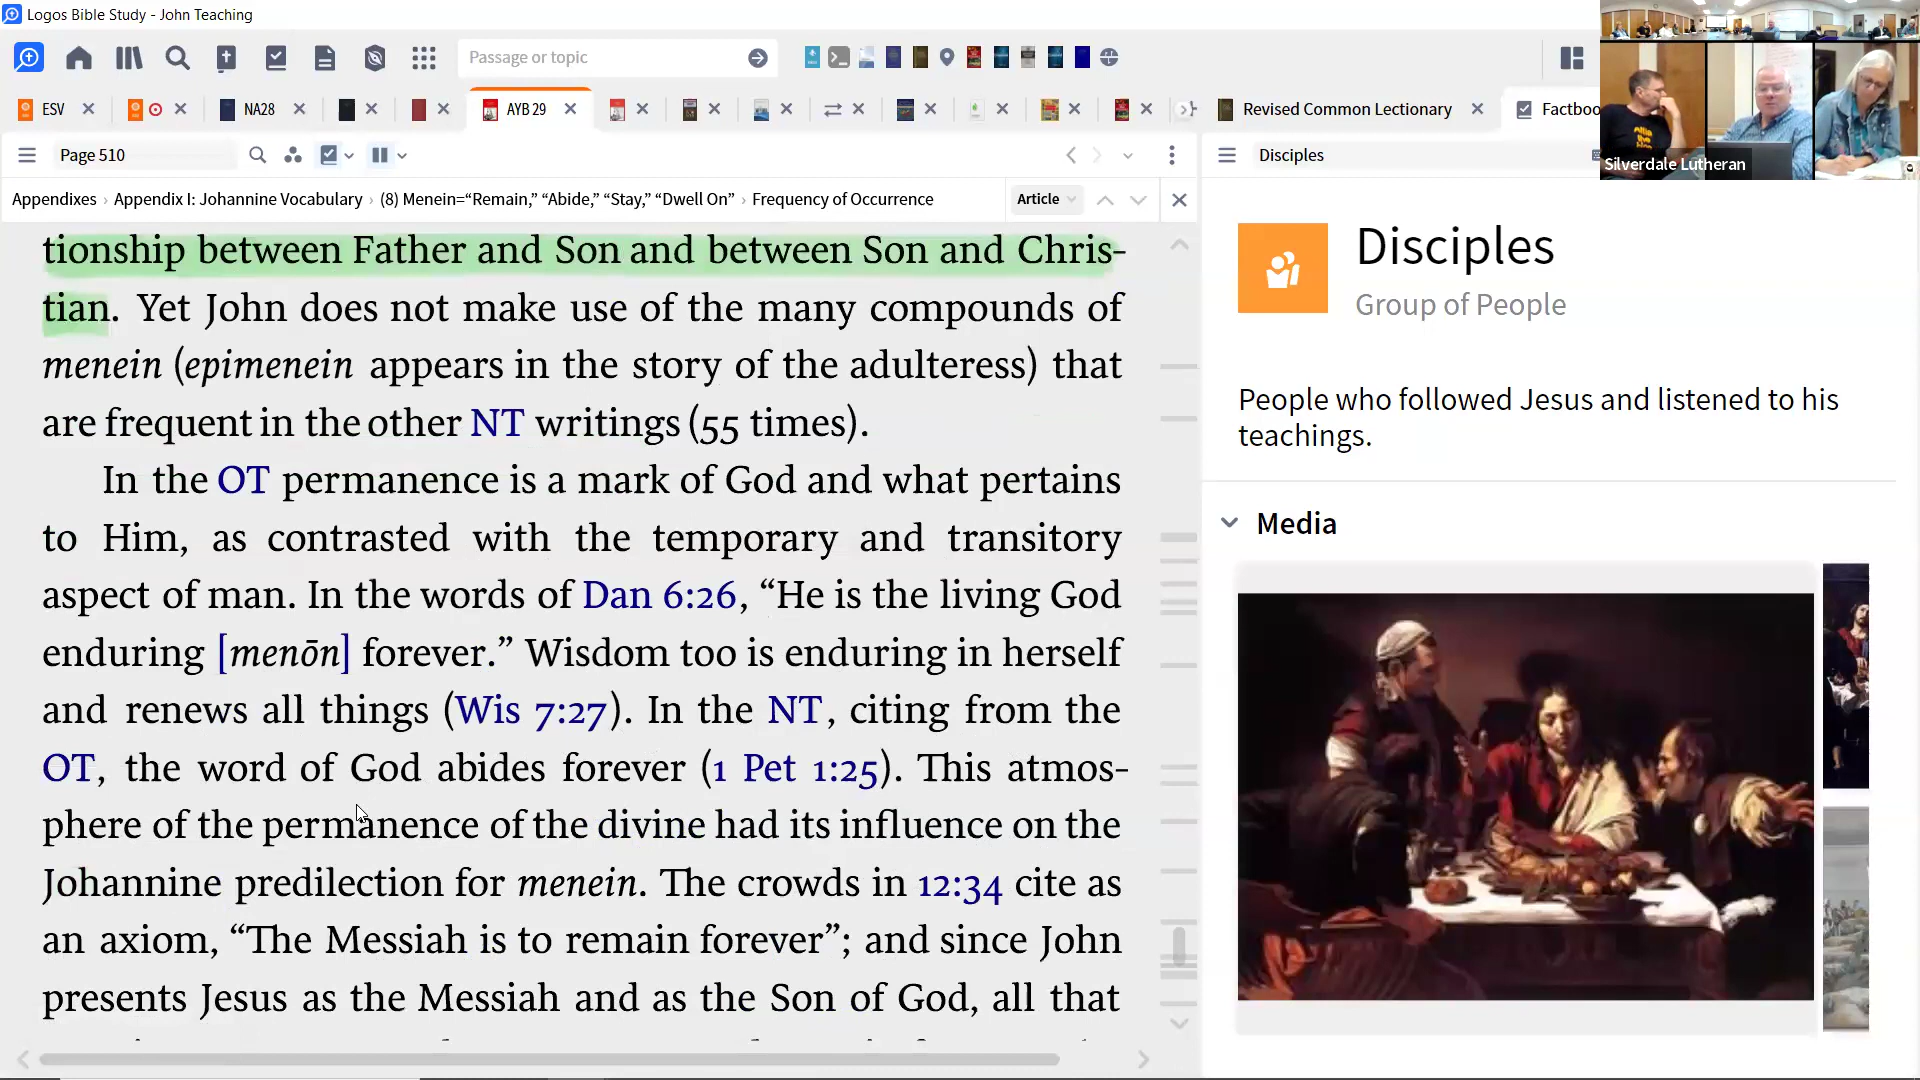 Logos Bible Study - John Teaching
Passage or topic
ESV
NA28
AYB 29
Revised Common Lectionary
Factboo
Silverdale Lutheran
Page 510
Disciples
Appendixes › Appendix I: Johannine Vocabulary › (8) Menein=“Remain,” “Abide,” “Stay,” “Dwell On” › Frequency of Occurrence
Article
tionship between Father and Son and between Son and Chris-
tian. Yet John does not make use of the many compounds of
menein (epimenein appears in the story of the adulteress) that
are frequent in the other NT writings (55 times).
In the OT permanence is a mark of God and what pertains
to Him, as contrasted with the temporary and transitory
aspect of man. In the words of Dan 6:26, “He is the living God
enduring [menōn] forever.” Wisdom too is enduring in herself
and renews all things (Wis 7:27). In the NT, citing from the
OT, the word of God abides forever (1 Pet 1:25). This atmos-
phere of the permanence of the divine had its influence on the
Johannine predilection for menein. The crowds in 12:34 cite as
an axiom, “The Messiah is to remain forever”; and since John
presents Jesus as the Messiah and as the Son of God, all that
Disciples
Group of People
People who followed Jesus and listened to his
teachings.
Media